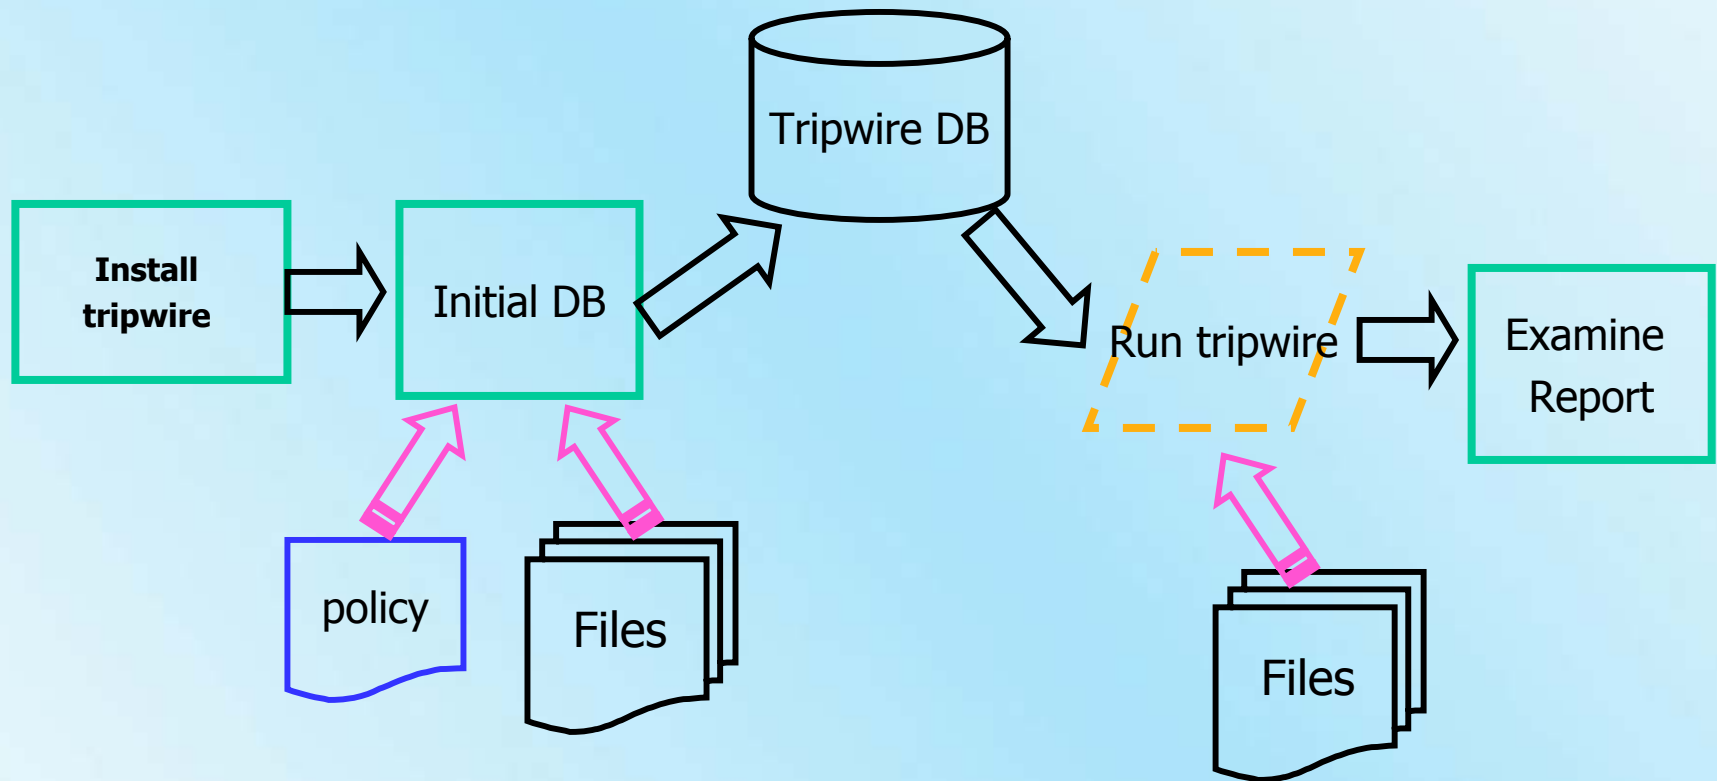 Tripwire DB
Install
tripwire
Initial DB
Run tripwire
Examine
Report
policy
Files
Files